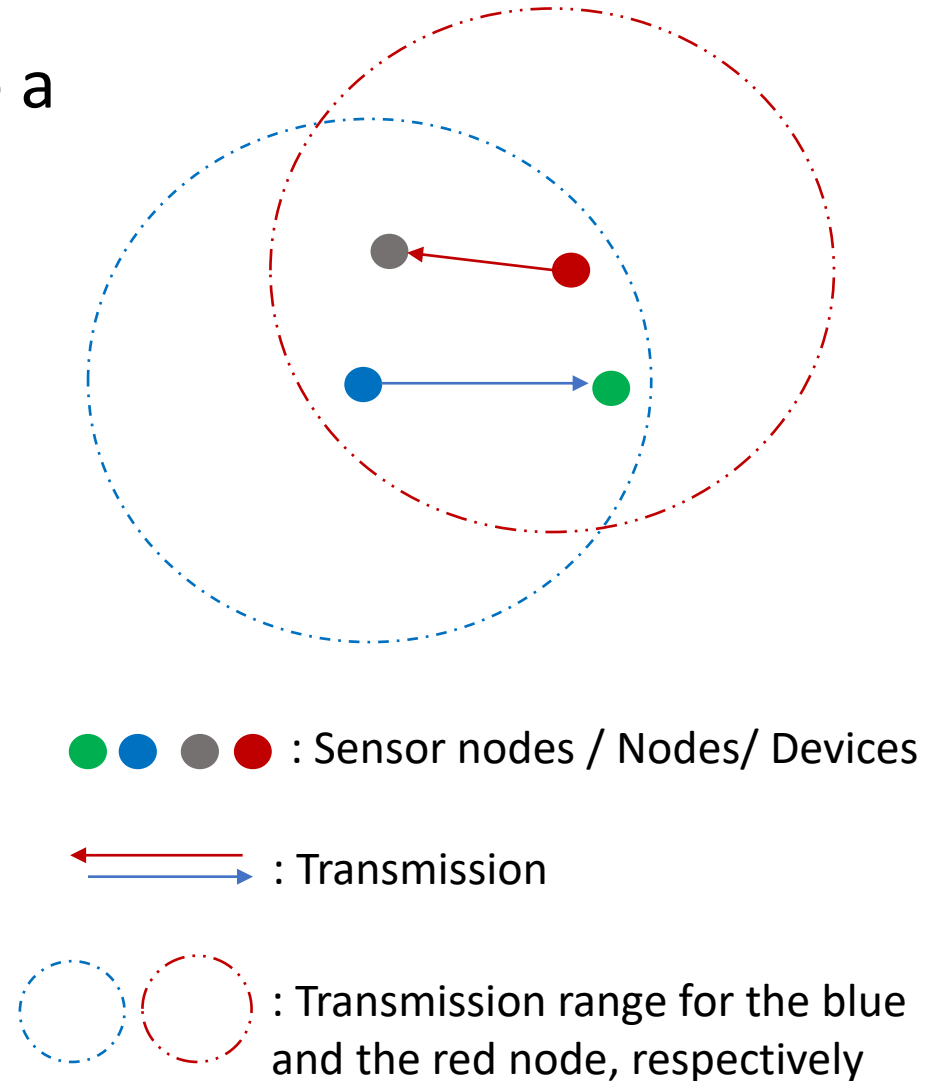 a
: Sensor nodes / Nodes/ Devices
: Transmission
: Transmission range for the blue
and the red node, respectively